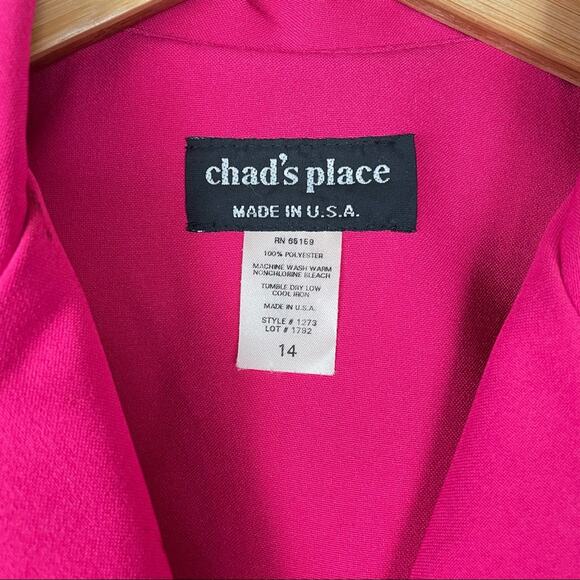 chad's place
MADE IN U.S.A.
RN 65159
100% POLYESTER
MACHINE WASH WARM
NONCHLORINE BLEACH
TUMBLE DRY LOW
COOL IRON
MADE IN U.S.A.
STYLE # 1273
LOT # 1792
14